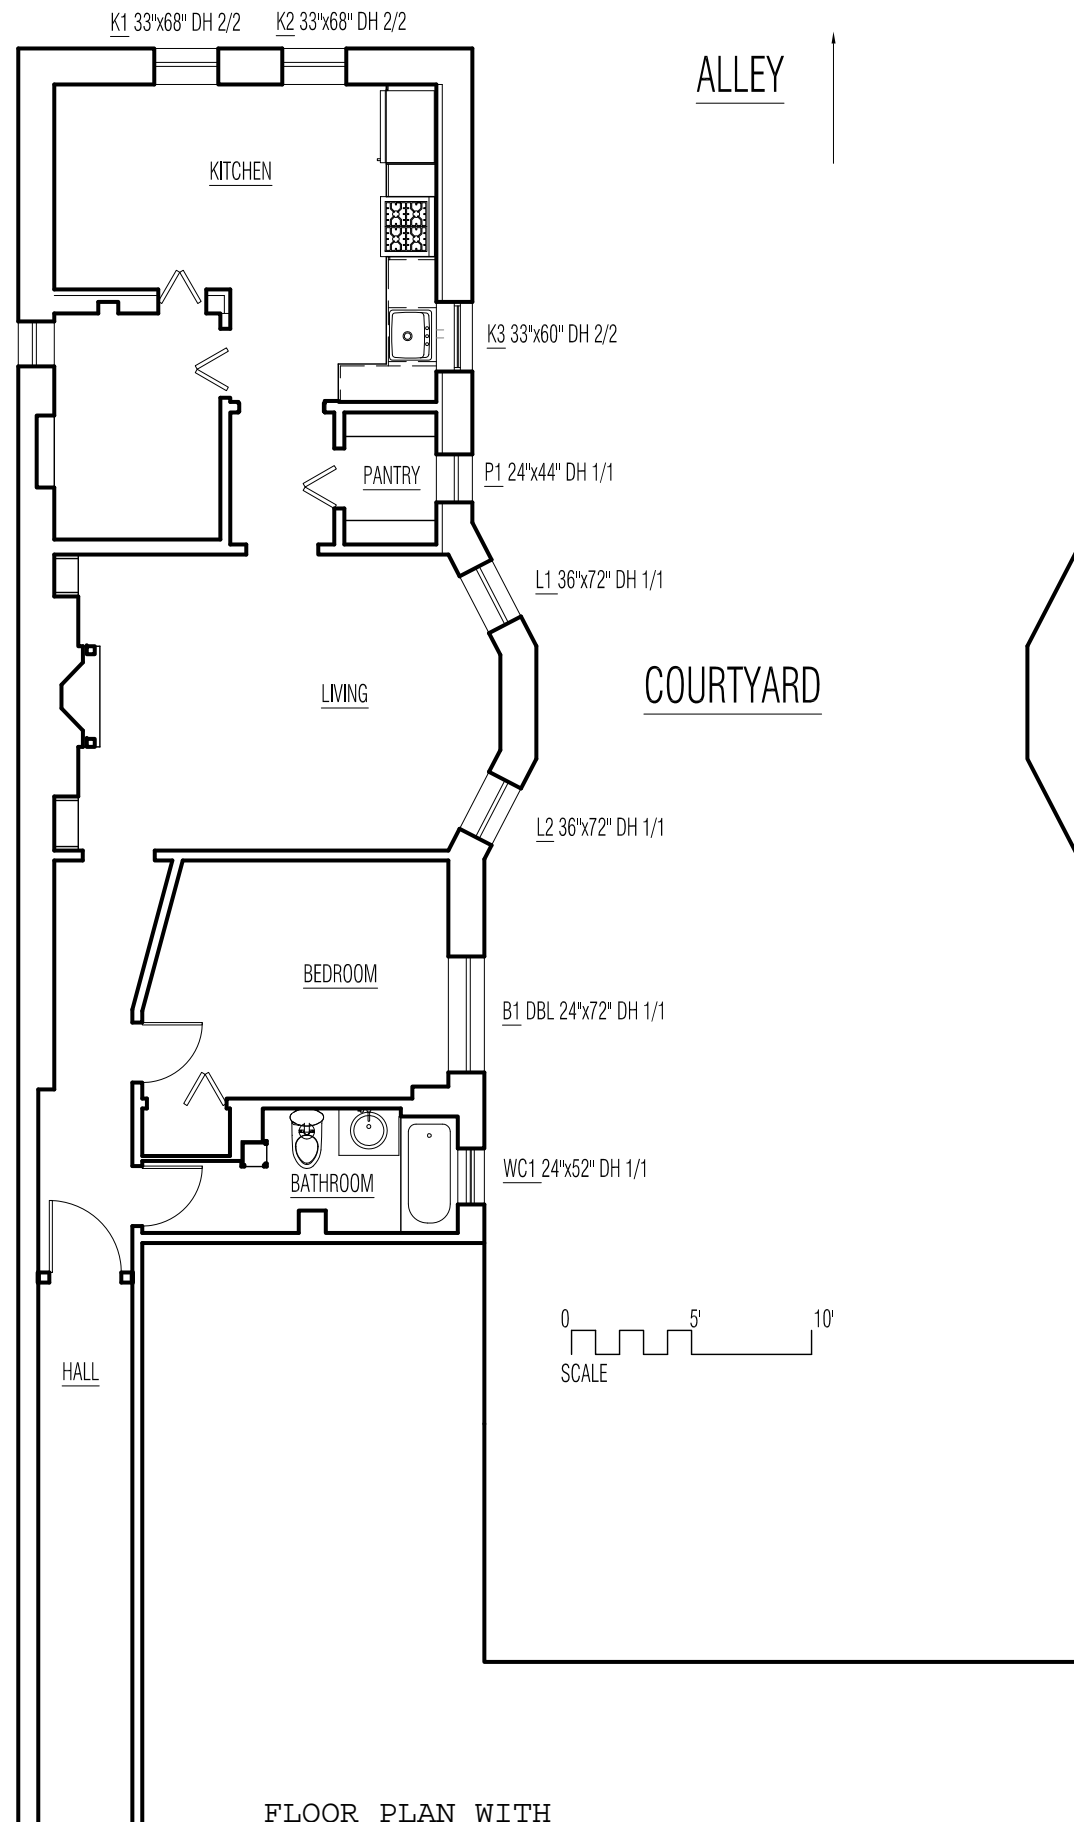 K1 33"x68" DH 2/2
K2 33"x68" DH 2/2
ALLEY
KITCHEN
K3 33"x60" DH 2/2
PANTRY
P1 24"x44" DH 1/1
L1 36"x72" DH 1/1
LIVING
COURTYARD
L2 36"x72" DH 1/1
BEDROOM
B1 DBL 24"x72" DH 1/1
WC1 24"x52" DH 1/1
BATHROOM
0 5' 10'
SCALE
HALL
FLOOR PLAN WITH